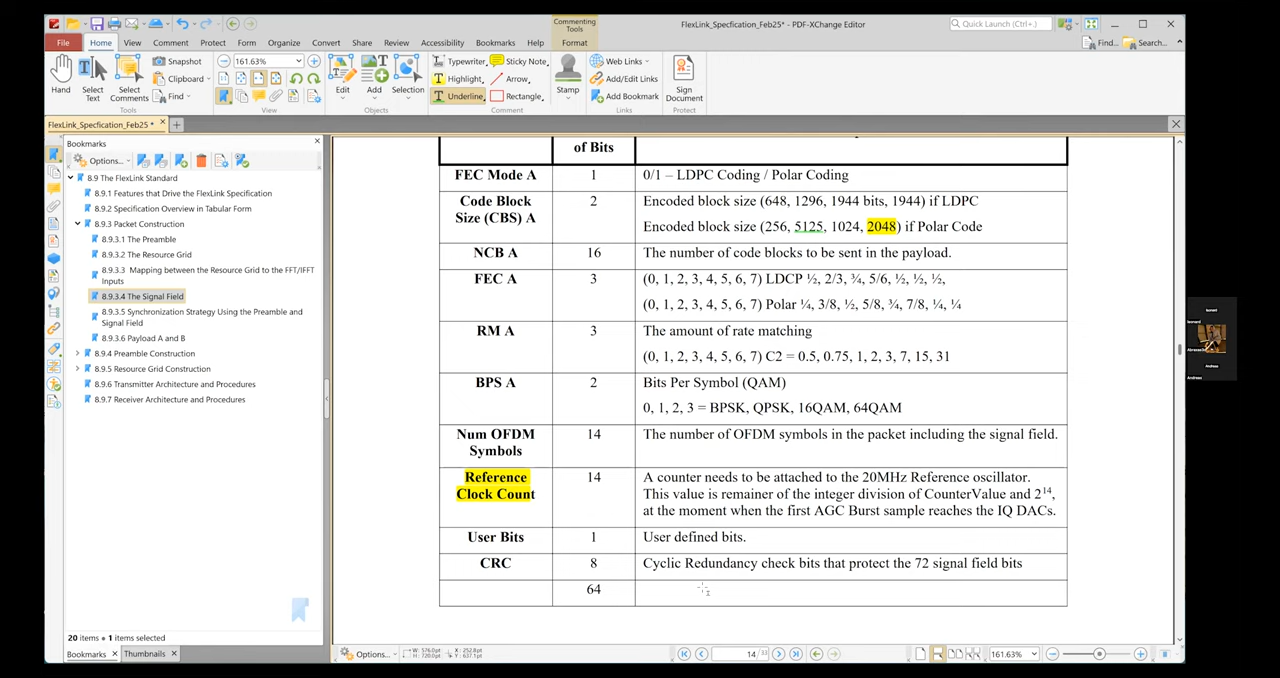 Commenting
Tools
FlexLink_Specfication_Feb25* - PDF-XChange Editor
Quick Launch (Ctrl+.)
File Home View Comment Protect Form Organize Convert Share Review Accessibility Bookmarks Help Format
Find... Search...
Hand
Select
Text
Select
Comments
Snapshot
Clipboard
Find
Tools
161.63%
View
Edit
Add
Selection
Objects
Typewriter
Highlight
Underline
Sticky Note
Arrow
Rectangle
Comment
Stamp
Web Links
Add/Edit Links
Add Bookmark
Links
Sign
Document
Protect
FlexLink_Specfication_Feb25 *
Bookmarks
Options...
8.9 The FlexLink Standard
8.9.1 Features that Drive the FlexLink Specification
8.9.2 Specification Overview in Tabular Form
8.9.3 Packet Construction
8.9.3.1 The Preamble
8.9.3.2 The Resource Grid
8.9.3.3 Mapping between the Resource Grid to the FFT/IFFT
Inputs
8.9.3.4 The Signal Field
8.9.3.5 Synchronization Strategy Using the Preamble and
Signal Field
8.9.3.6 Payload A and B
8.9.4 Preamble Construction
8.9.5 Resource Grid Construction
8.9.6 Transmitter Architecture and Procedures
8.9.7 Receiver Architecture and Procedures
20 items • 1 items selected
Bookmarks Thumbnails
of Bits
FEC Mode A 1 0/1 – LDPC Coding / Polar Coding
Code Block
Size (CBS) A
2
Encoded block size (648, 1296, 1944 bits, 1944) if LDPC
Encoded block size (256, 5125, 1024, 2048) if Polar Code
NCB A 16 The number of code blocks to be sent in the payload.
FEC A 3 (0, 1, 2, 3, 4, 5, 6, 7) LDCP ½, 2/3, ¾, 5/6, ½, ½, ½,
(0, 1, 2, 3, 4, 5, 6, 7) Polar ¼, 3/8, ½, 5/8, ¾, 7/8, ¼, ¼
RM A 3 The amount of rate matching
(0, 1, 2, 3, 4, 5, 6, 7) C2 = 0.5, 0.75, 1, 2, 3, 7, 15, 31
BPS A 2 Bits Per Symbol (QAM)
0, 1, 2, 3 = BPSK, QPSK, 16QAM, 64QAM
Num OFDM
Symbols
14
The number of OFDM symbols in the packet including the signal field.
Reference
Clock Count
14
A counter needs to be attached to the 20MHz Reference oscillator.
This value is remainer of the integer division of CounterValue and 2^14,
at the moment when the first AGC Burst sample reaches the IQ DACs.
User Bits 1 User defined bits.
CRC 8 Cyclic Redundancy check bits that protect the 72 signal field bits
64
Options...
W: 576.0pt
H: 720.0pt
X: 252.8pt
Y: 637.1pt
14 / 33
161.63%
leonard
Andreas